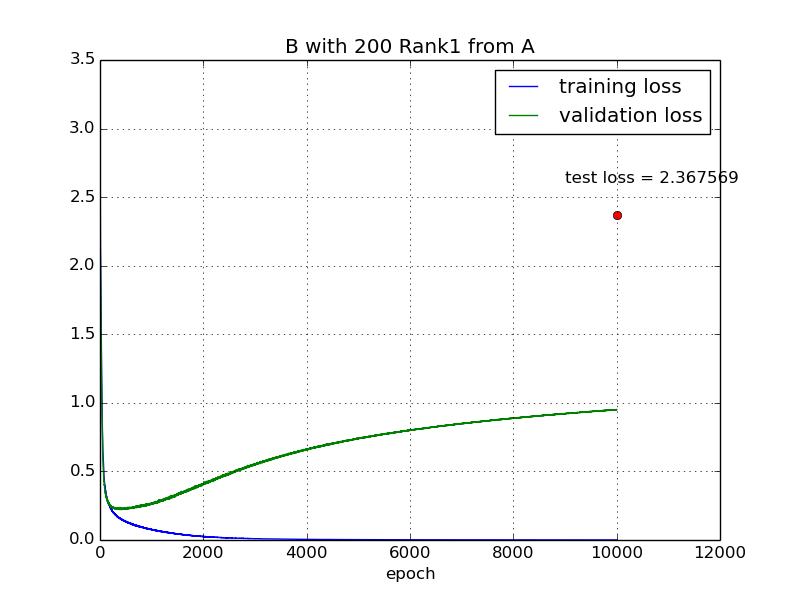 B with 200 Rank1 from A
3.5
3.0
2.5
2.0
1.5
1.0
0.5
0.0
training loss
validation loss
test loss = 2.367569
0 2000 4000 6000 8000 10000 12000
epoch